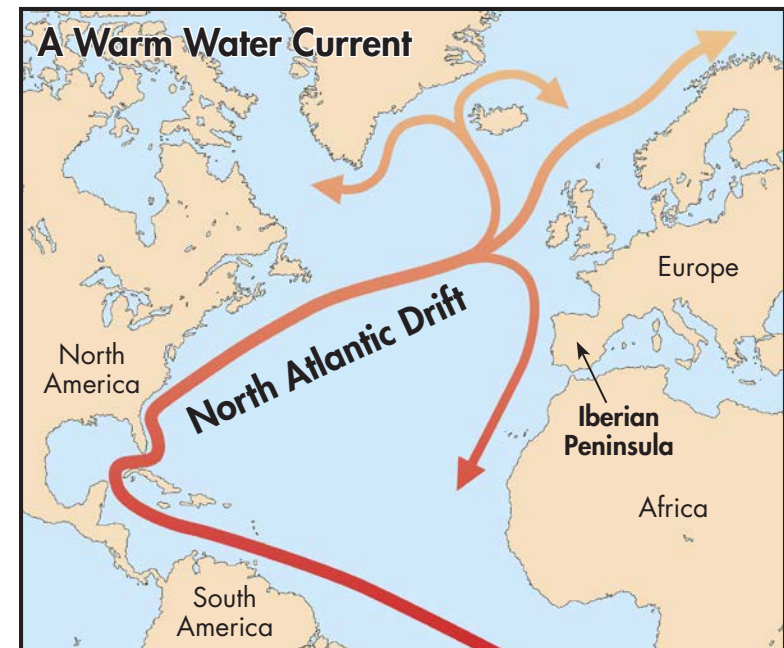 A Warm Water Current
Europe
North
America
North Atlantic Drift
Iberian
Peninsula
Africa
South
America